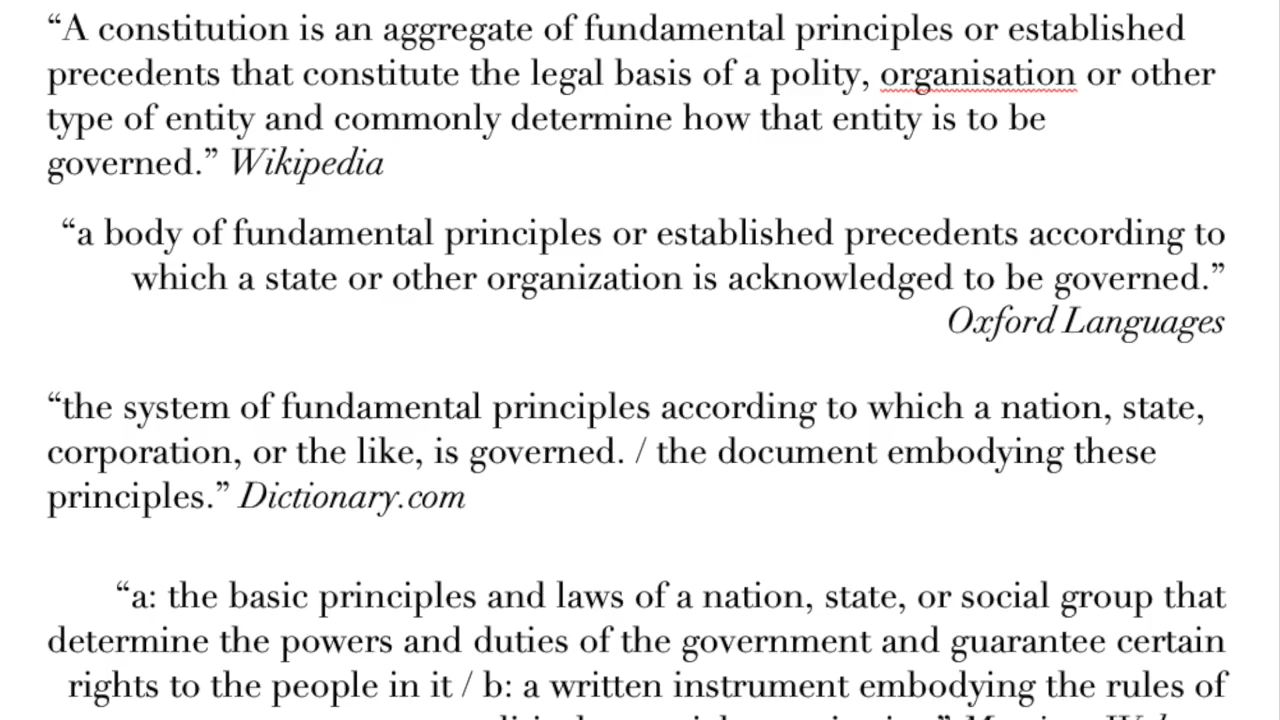 “A constitution is an aggregate of fundamental principles or established
precedents that constitute the legal basis of a polity, organisation or other
type of entity and commonly determine how that entity is to be
governed.” Wikipedia
“a body of fundamental principles or established precedents according to
which a state or other organization is acknowledged to be governed.”
Oxford Languages
“the system of fundamental principles according to which a nation, state,
corporation, or the like, is governed. / the document embodying these
principles.” Dictionary.com
“a: the basic principles and laws of a nation, state, or social group that
determine the powers and duties of the government and guarantee certain
rights to the people in it / b: a written instrument embodying the rules of